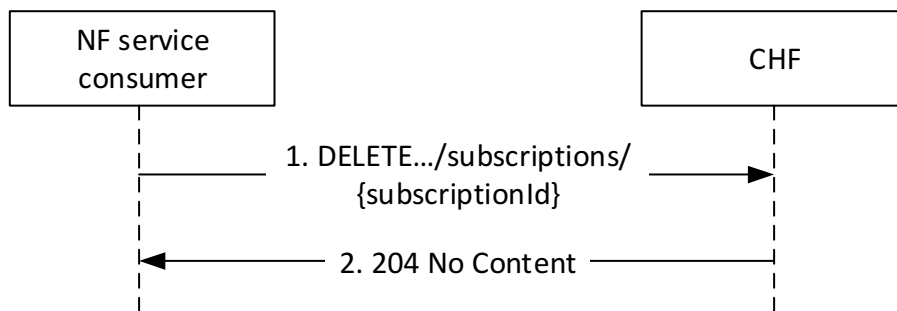 NF service
consumer
CHF
1. DELETE.../subscriptions/
{subscriptionId}
2. 204 No Content